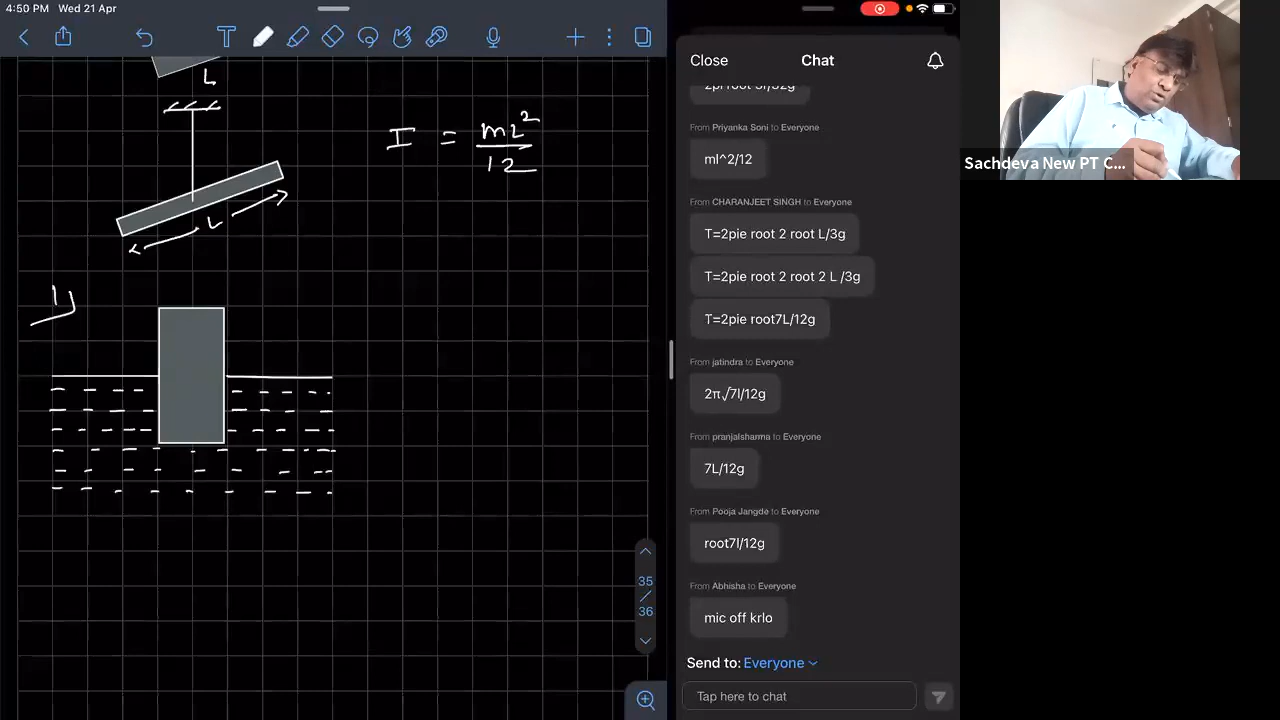 4:50 PM Wed 21 Apr
T
L
I = mL²/12
L
1)
35
/
36
Close
Chat
From Priyanka Soni to Everyone
ml^2/12
From CHARANJEET SINGH to Everyone
T=2pie root 2 root L/3g
T=2pie root 2 root 2 L /3g
T=2pie root7L/12g
From jatindra to Everyone
2π√7l/12g
From pranjalsharma to Everyone
7L/12g
From Pooja Jangde to Everyone
root7l/12g
From Abhisha to Everyone
mic off krlo
Send to: Everyone
Tap here to chat
Sachdeva New PT C...